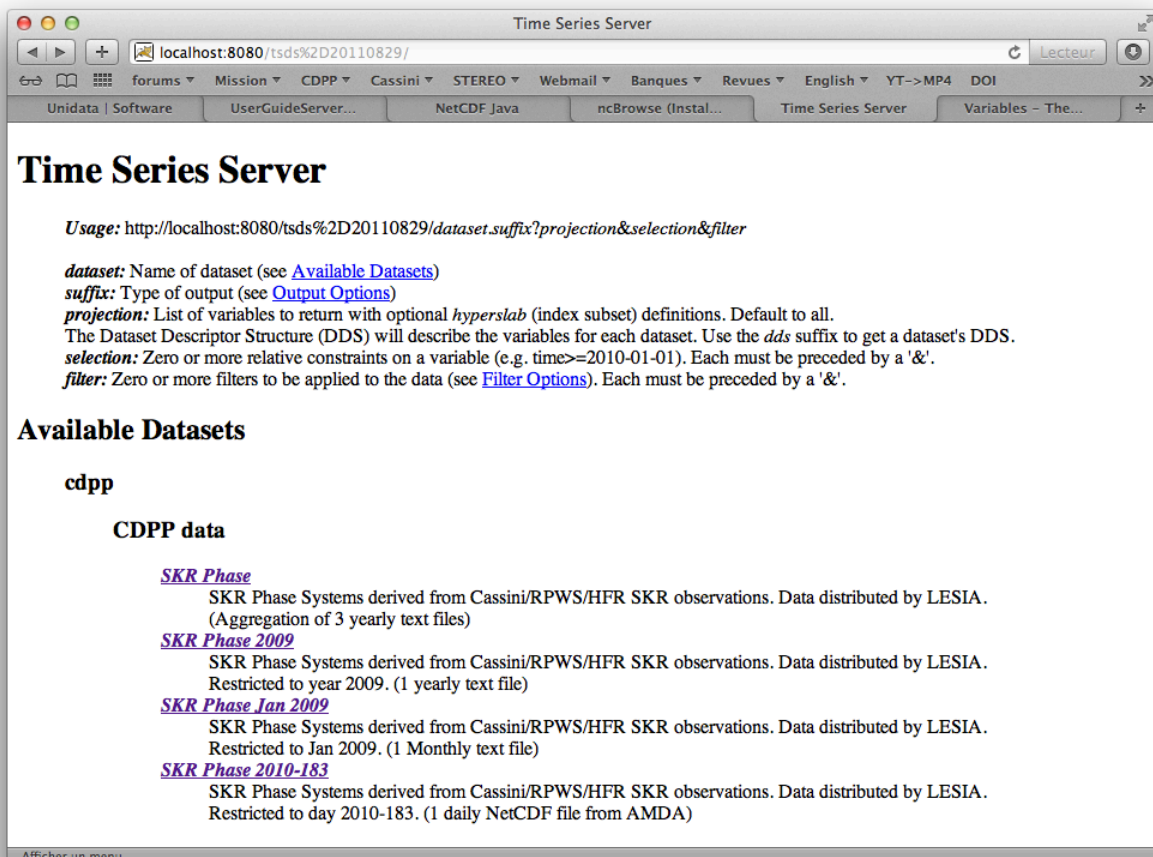 Time Series Server
localhost:8080/tsds%2D20110829/
Lecteur
forums Mission CDPP Cassini STEREO Webmail Banques Revues English YT->MP4 DOI
Unidata | Software UserGuideServer... NetCDF Java ncBrowse (Instal... Time Series Server Variables – The...
Time Series Server
Usage: http://localhost:8080/tsds%2D20110829/dataset.suffix?projection&selection&filter
dataset: Name of dataset (see Available Datasets)
suffix: Type of output (see Output Options)
projection: List of variables to return with optional hyperslab (index subset) definitions. Default to all.
The Dataset Descriptor Structure (DDS) will describe the variables for each dataset. Use the dds suffix to get a dataset's DDS.
selection: Zero or more relative constraints on a variable (e.g. time>=2010-01-01). Each must be preceded by a '&'.
filter: Zero or more filters to be applied to the data (see Filter Options). Each must be preceded by a '&'.
Available Datasets
cdpp
CDPP data
SKR Phase
SKR Phase Systems derived from Cassini/RPWS/HFR SKR observations. Data distributed by LESIA.
(Aggregation of 3 yearly text files)
SKR Phase 2009
SKR Phase Systems derived from Cassini/RPWS/HFR SKR observations. Data distributed by LESIA.
Restricted to year 2009. (1 yearly text file)
SKR Phase Jan 2009
SKR Phase Systems derived from Cassini/RPWS/HFR SKR observations. Data distributed by LESIA.
Restricted to Jan 2009. (1 Monthly text file)
SKR Phase 2010-183
SKR Phase Systems derived from Cassini/RPWS/HFR SKR observations. Data distributed by LESIA.
Restricted to day 2010-183. (1 daily NetCDF file from AMDA)
Afficher un menu